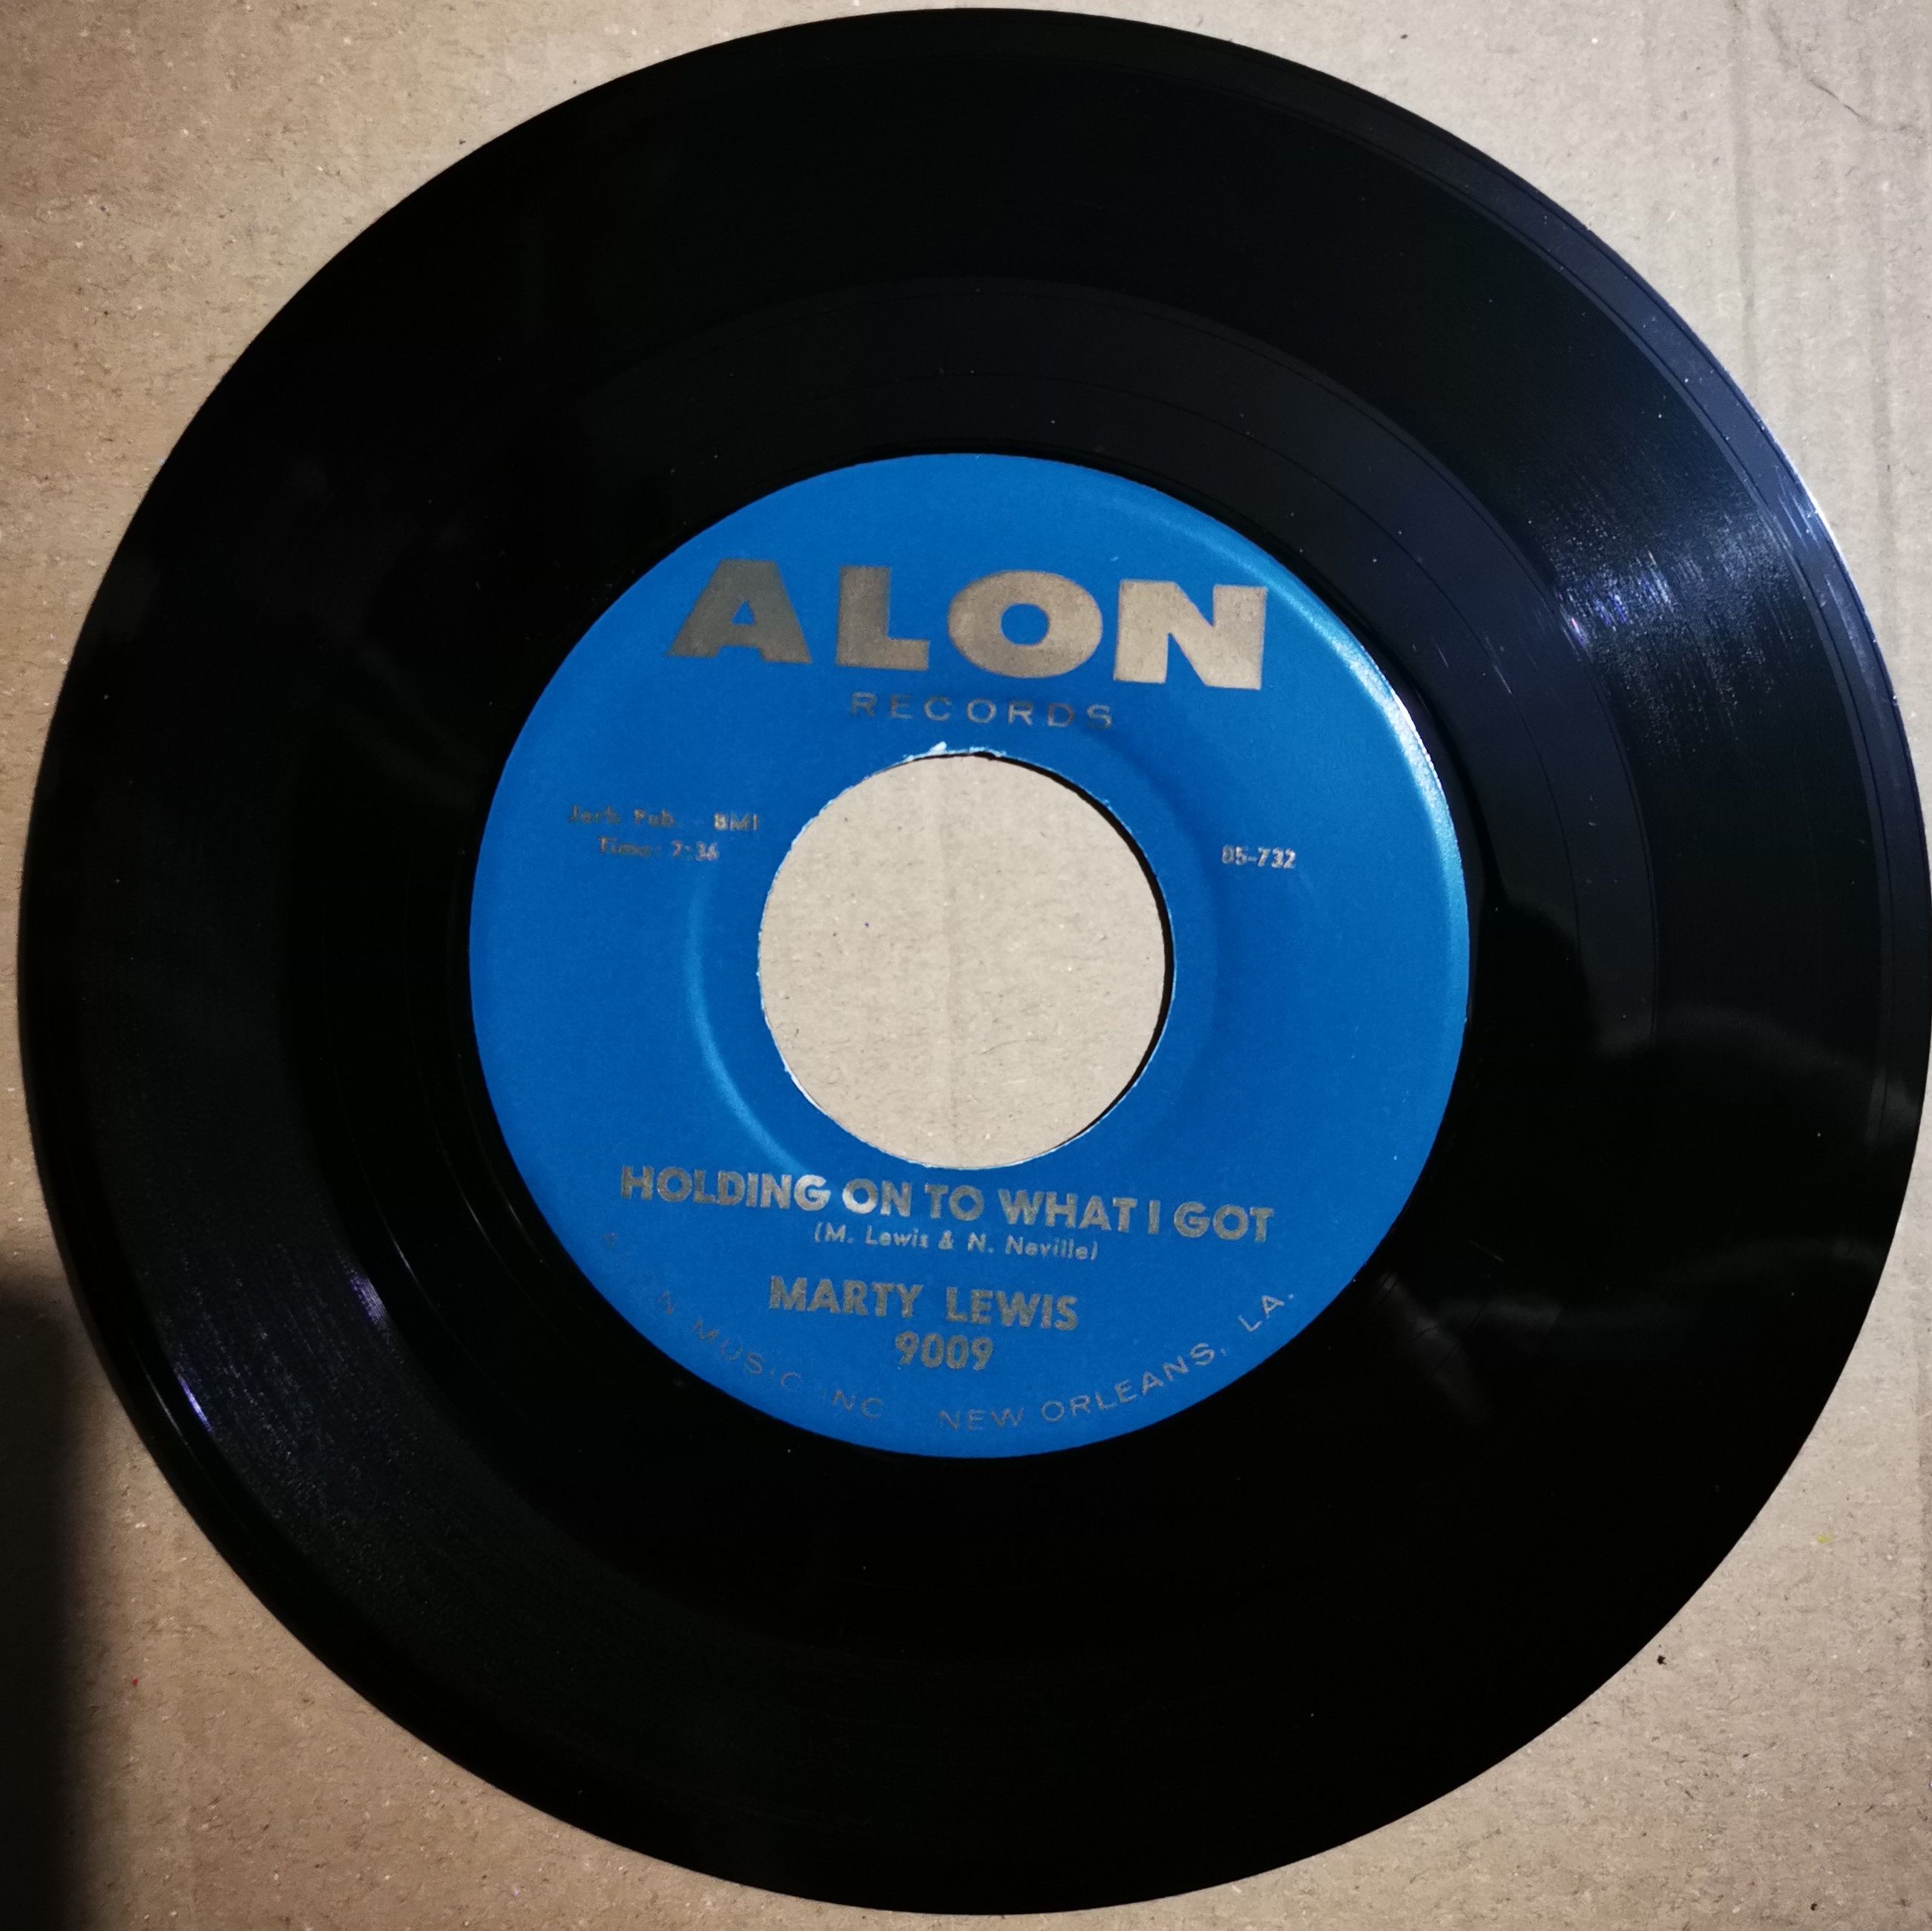 ALON
RECORDS
Jarb Pub. - BMI
Time: 2:36
85-732
HOLDING ON TO WHAT I GOT
(M. Lewis & N. Neville)
MARTY LEWIS
9009
MUSIC INC NEW ORLEANS, LA.